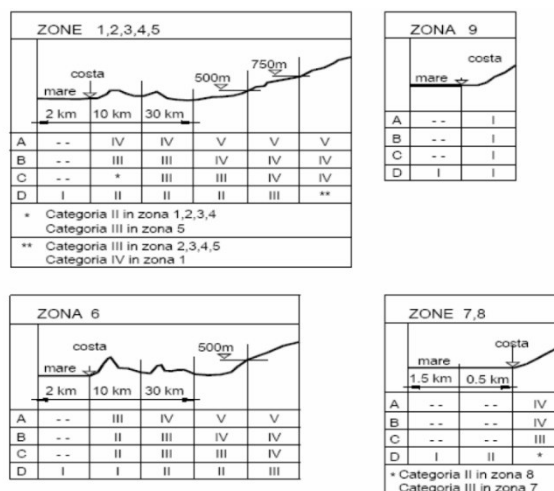 ZONE 1,2,3,4,5
costa
mare
500m
750m
2 km 10 km 30 km
A -- IV IV V V V
B -- III III IV IV IV
C -- * III III IV IV
D I II II II III **
* Categoria II in zona 1,2,3,4
Categoria III in zona 5
** Categoria III in zona 2,3,4,5
Categoria IV in zona 1
ZONA 9
costa
mare
A -- I
B -- I
C -- I
D I I
ZONA 6
costa
mare
500m
2 km 10 km 30 km
A -- III IV V V
B -- II III IV IV
C -- II III III IV
D I I II II III
ZONE 7,8
costa
mare
1.5 km 0.5 km
A -- -- IV
B -- -- IV
C -- -- III
D I II *
* Categoria II in zona 8
Categoria III in zona 7